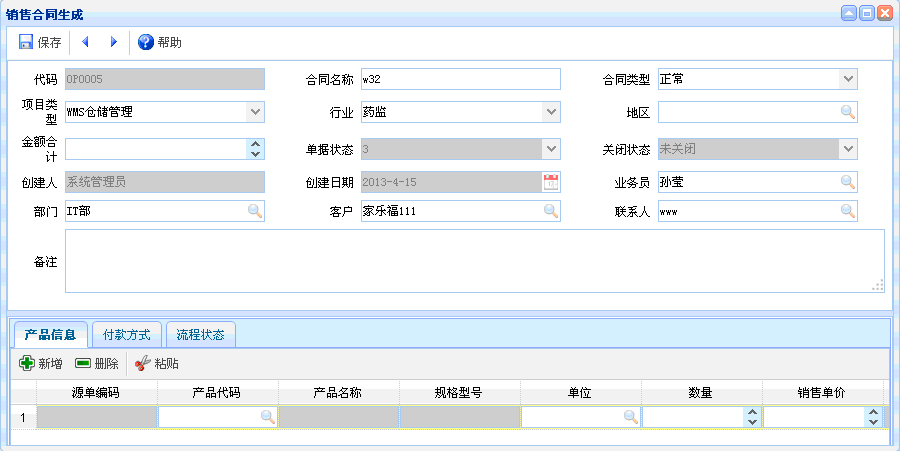 销售合同生成
保存 帮助
代码 OP0005 合同名称 w32 合同类型 正常
项目类型 WMS仓储管理 行业 药监 地区
金额合计 单据状态 3 关闭状态 未关闭
创建人 系统管理员 创建日期 2013-4-15 业务员 孙莹
部门 IT部 客户 家乐福111 联系人 www
备注
产品信息 付款方式 流程状态
新增 删除 粘贴
源单编码 产品代码 产品名称 规格型号 单位 数量 销售单价
1